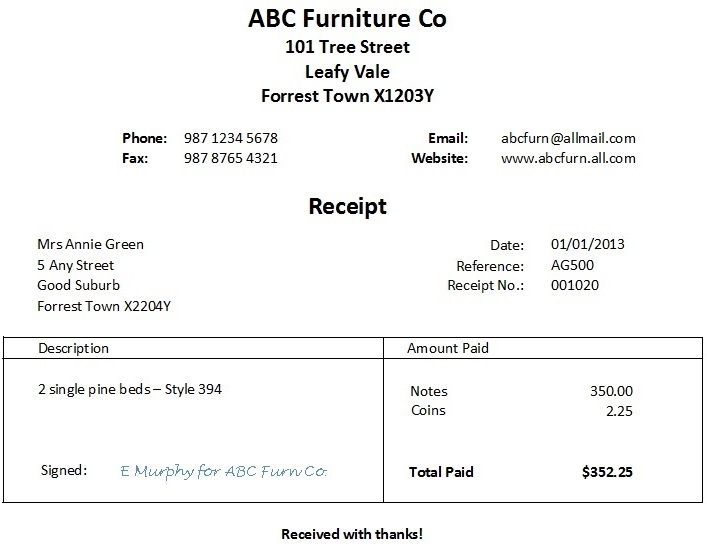 ABC Furniture Co
101 Tree Street
Leafy Vale
Forrest Town X1203Y
Phone: 987 1234 5678 Email: abcfurn@allmail.com
Fax: 987 8765 4321 Website: www.abcfurn.all.com
Receipt
Mrs Annie Green Date: 01/01/2013
5 Any Street Reference: AG500
Good Suburb Receipt No.: 001020
Forrest Town X2204Y
Description Amount Paid
2 single pine beds – Style 394 Notes 350.00
Coins 2.25
Signed: E Murphy for ABC Furn Co. Total Paid $352.25
Received with thanks!